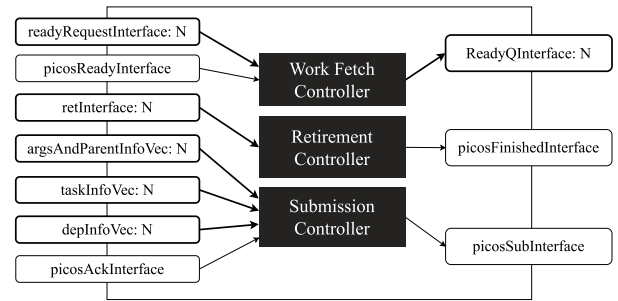 readyRequestInterface: N
picosReadyInterface
retInterface: N
argsAndParentInfoVec: N
taskInfoVec: N
depInfoVec: N
picosAckInterface
Work Fetch
Controller
Retirement
Controller
Submission
Controller
ReadyQInterface: N
picosFinishedInterface
picosSubInterface